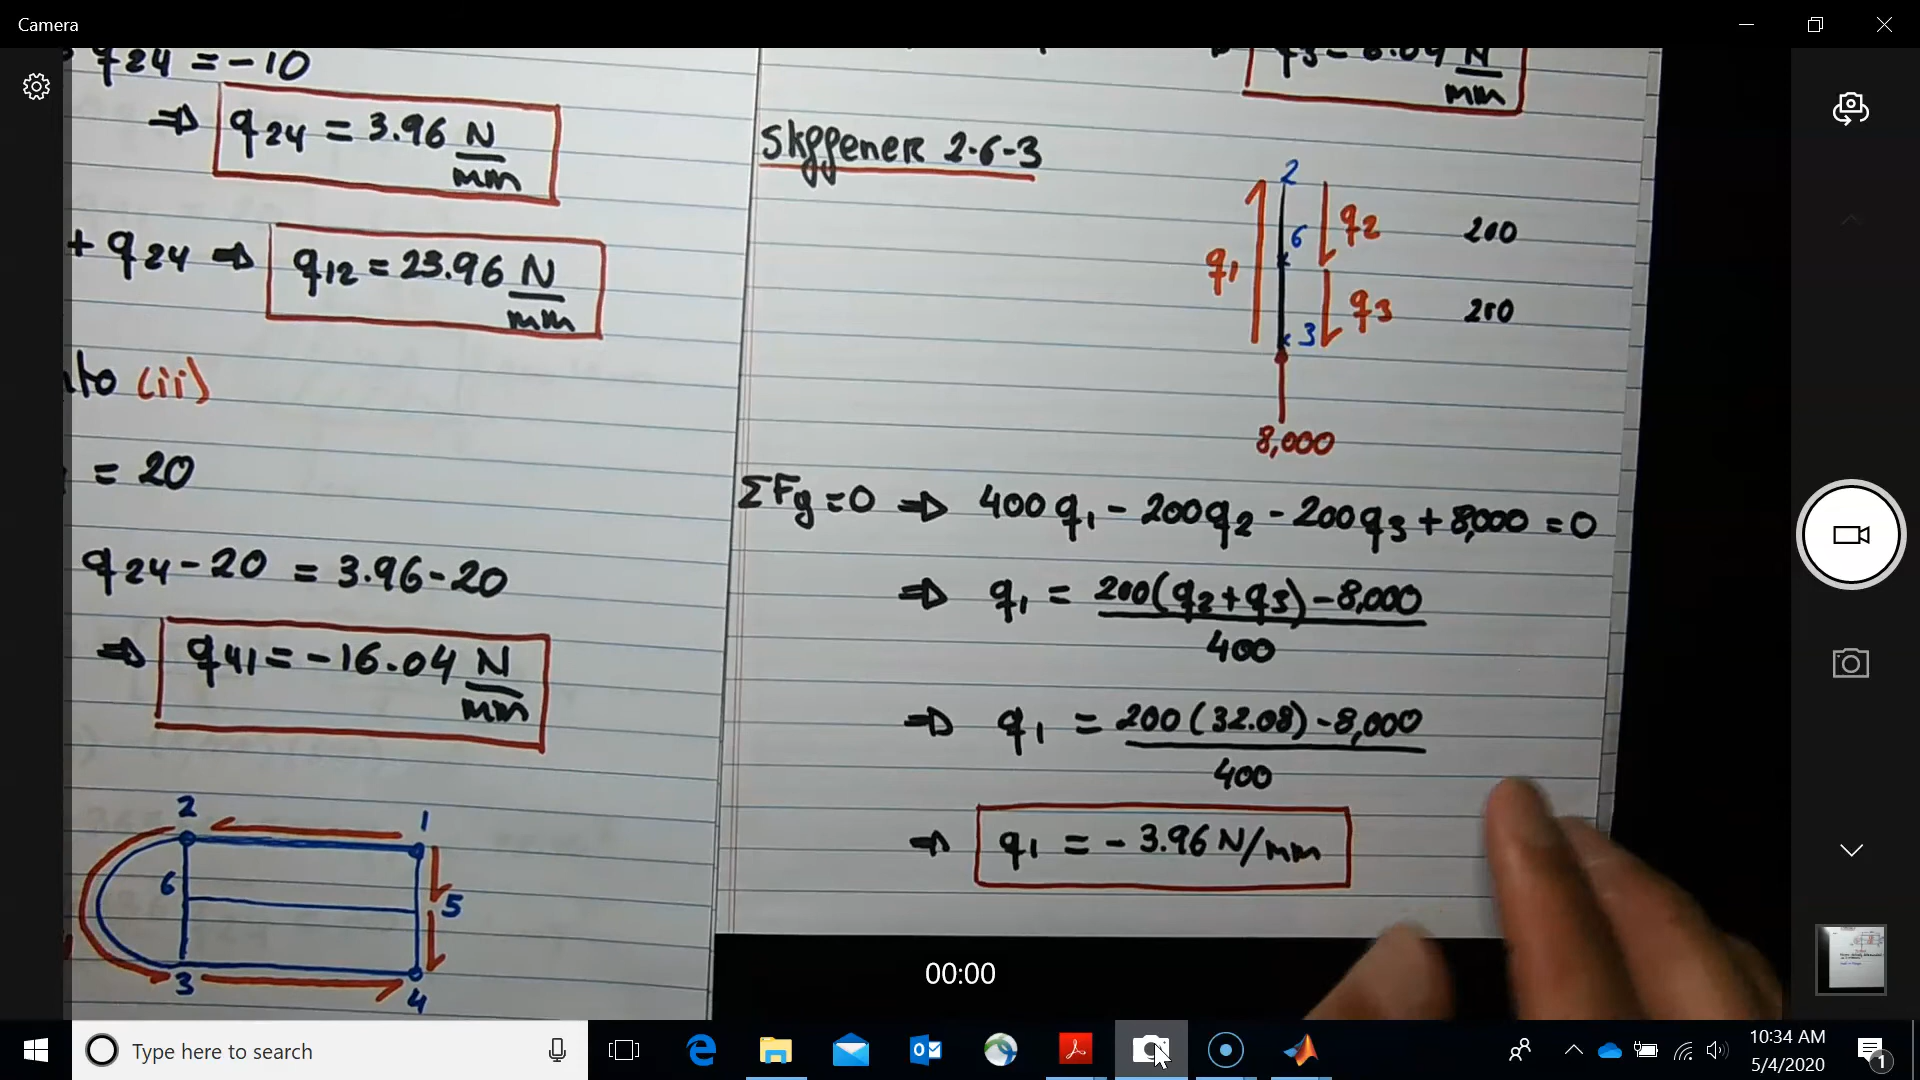 Camera
q24 = -10
⇒ q24 = 3.96 N/mm
+ q24 ⇒ q12 = 23.96 N/mm
(ii)
= 20
q24 - 20 = 3.96 - 20
⇒ q41 = -16.04 N/mm
2 1
6 5
3 4
mm
2-6-3
2
q2 200
6
q1
q3 200
3
8,000
ΣFy = 0 ⇒ 400q1 - 200q2 - 200q3 + 8,000 = 0
⇒ q1 = 200(q2+q3) - 8,000 / 400
⇒ q1 = 200(32.08) - 8,000 / 400
⇒ q1 = -3.96 N/mm
00:00
Type here to search
10:34 AM
5/4/2020
1